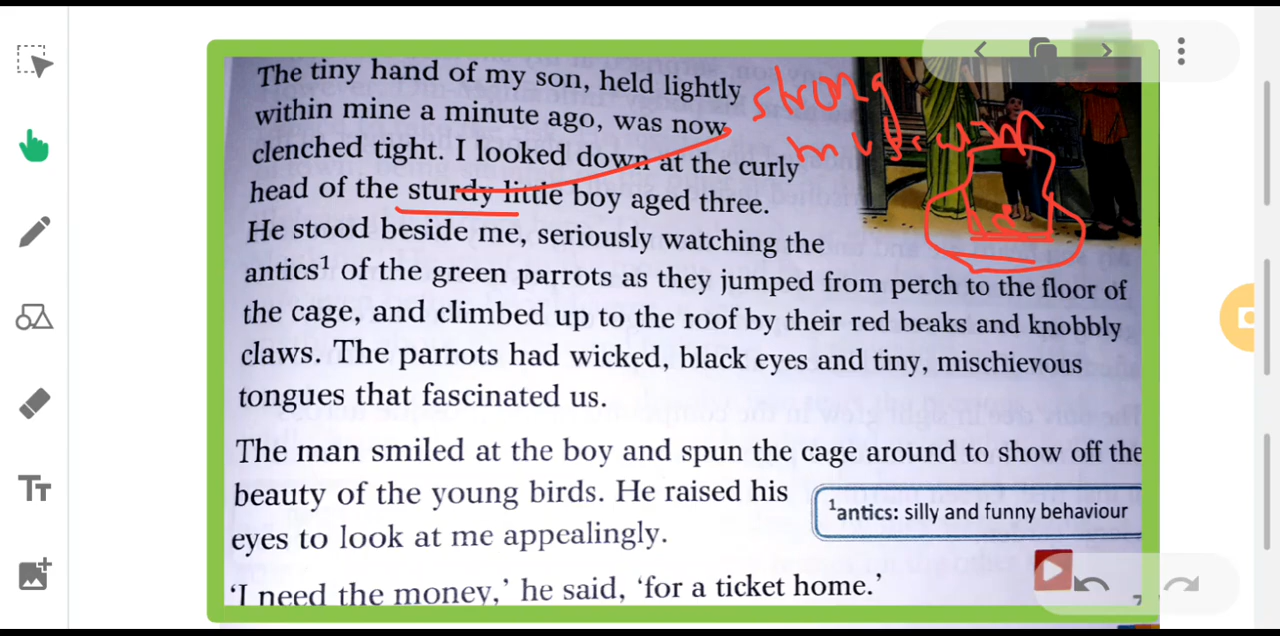 The tiny hand of my son, held lightly
within mine a minute ago, was now
clenched tight. I looked down at the curly
head of the sturdy little boy aged three.
He stood beside me, seriously watching the
antics¹ of the green parrots as they jumped from perch to the floor of
the cage, and climbed up to the roof by their red beaks and knobbly
claws. The parrots had wicked, black eyes and tiny, mischievous
tongues that fascinated us.
The man smiled at the boy and spun the cage around to show off the
beauty of the young birds. He raised his
eyes to look at me appealingly.
‘I need the money,’ he said, ‘for a ticket home.’
¹antics: silly and funny behaviour
strong
Tт